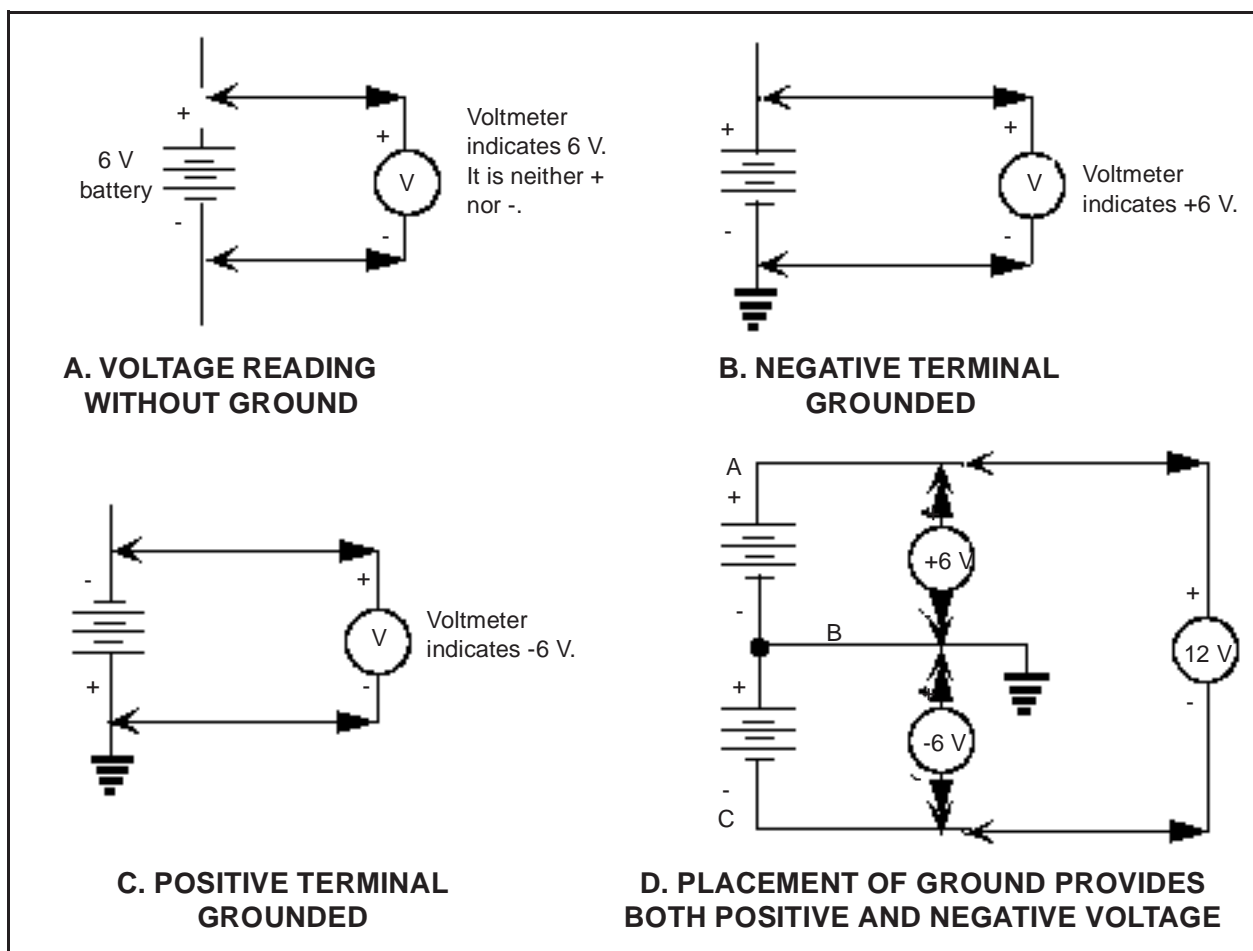 +
6 V
battery
-
+
V
-
Voltmeter
indicates 6 V.
It is neither +
nor -.
A. VOLTAGE READING
WITHOUT GROUND
+
-
+
V
-
Voltmeter
indicates +6 V.
B. NEGATIVE TERMINAL
GROUNDED
-
+
+
V
-
Voltmeter
indicates -6 V.
C. POSITIVE TERMINAL
GROUNDED
A
+
-
B
+
-
C
+
+6 V
+
-6 V
-
+
12 V
-
D. PLACEMENT OF GROUND PROVIDES
BOTH POSITIVE AND NEGATIVE VOLTAGE